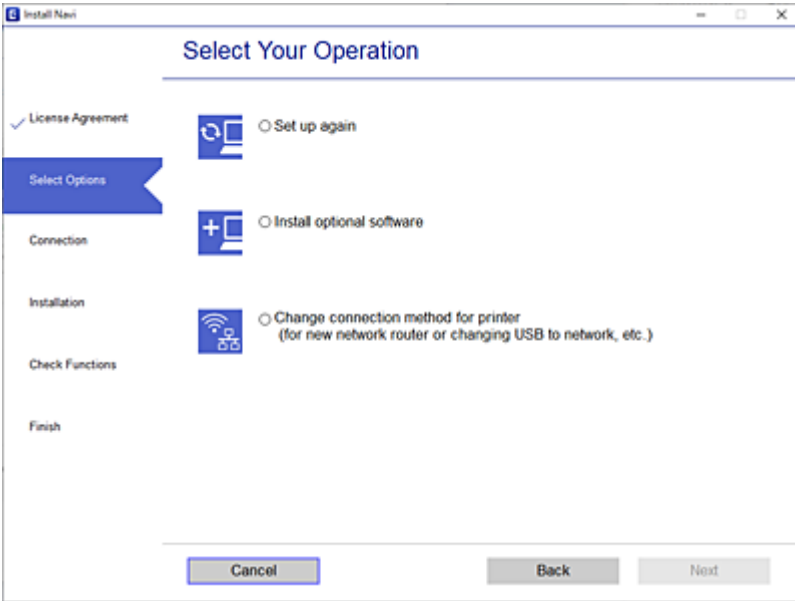 Install Navi
Select Your Operation
License Agreement
Select Options
Connection
Installation
Check Functions
Finish
Set up again
Install optional software
Change connection method for printer
(for new network router or changing USB to network, etc.)
Cancel
Back
Next